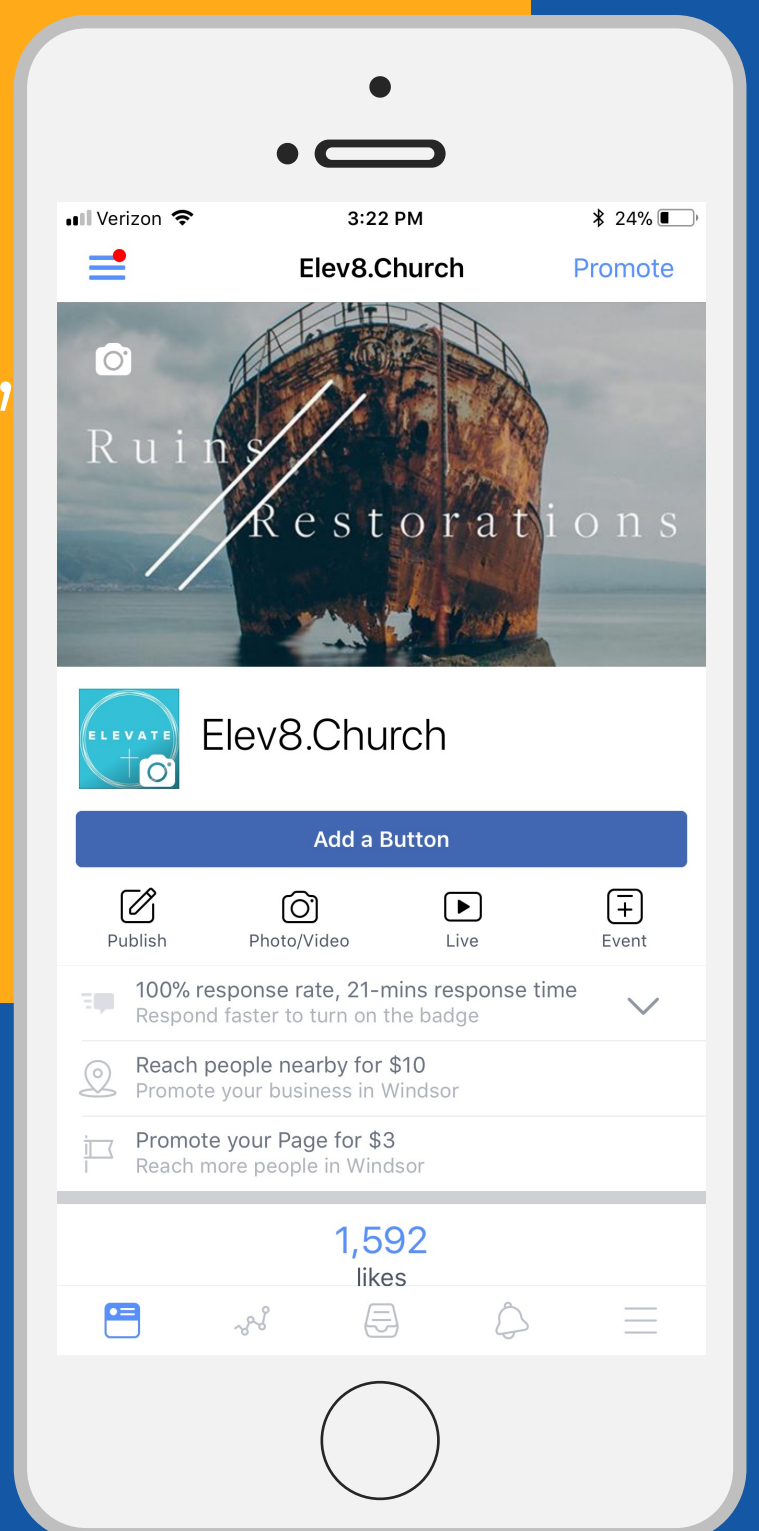 Verizon 3:22 PM 24%
Elev8.Church Promote
Ruins
Restorations
ELEVATE
Elev8.Church
Add a Button
Publish Photo/Video Live Event
100% response rate, 21-mins response time
Respond faster to turn on the badge
Reach people nearby for $10
Promote your business in Windsor
Promote your Page for $3
Reach more people in Windsor
1,592
likes